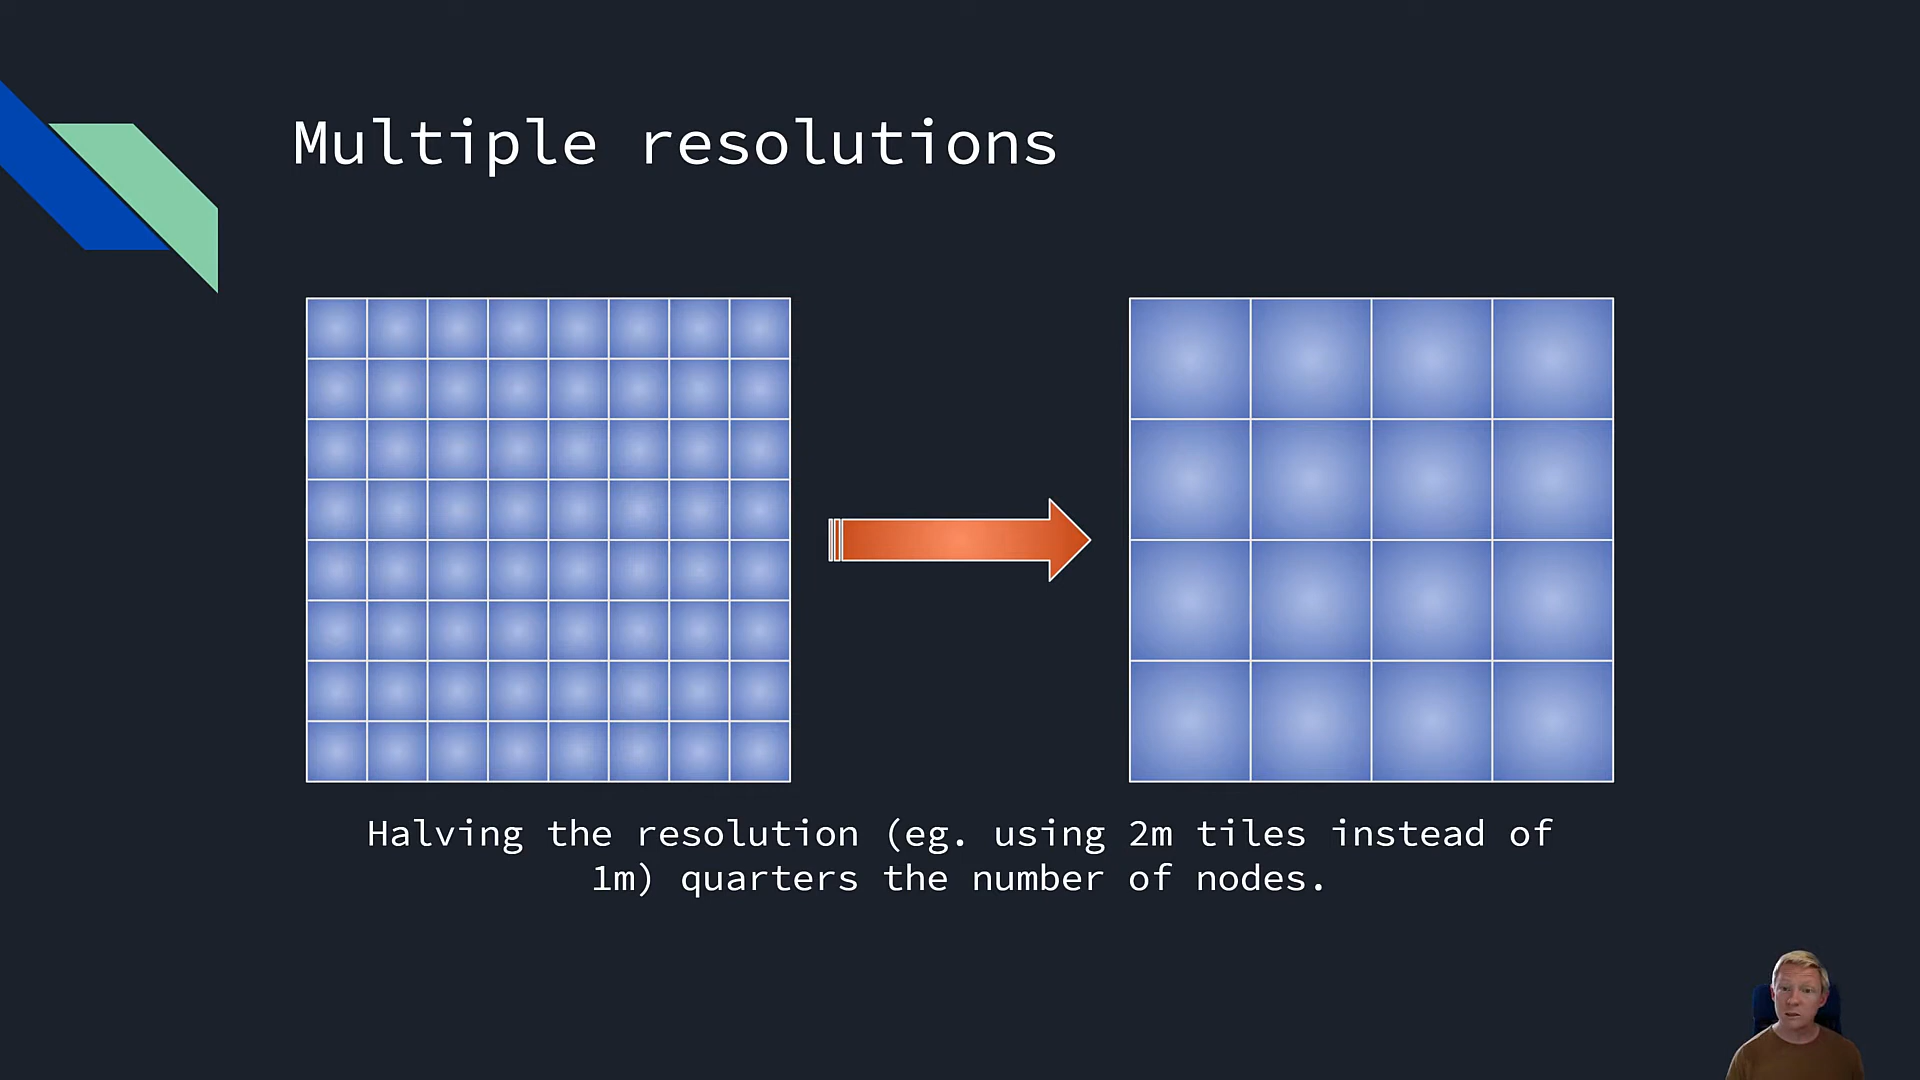 Multiple resolutions
Halving the resolution (eg. using 2m tiles instead of
1m) quarters the number of nodes.